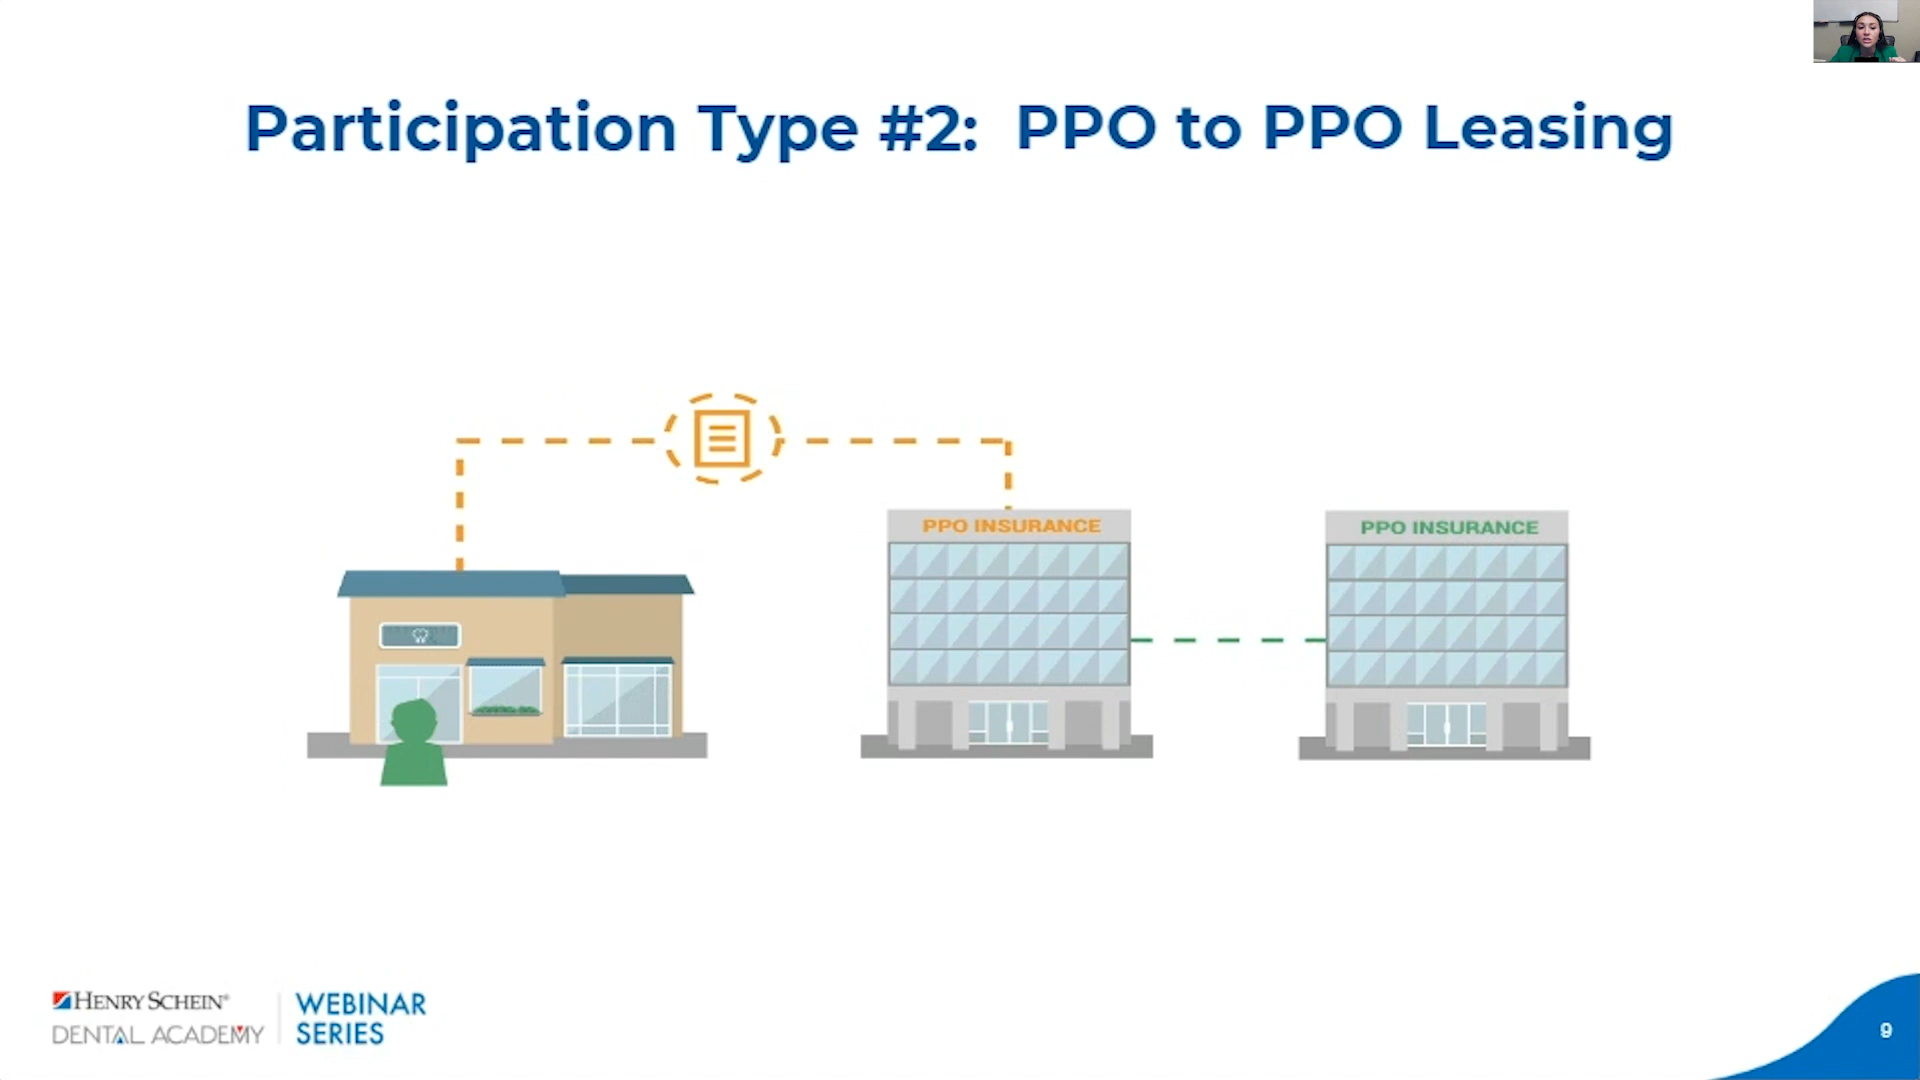 Participation Type #2: PPO to PPO Leasing
PPO INSURANCE
PPO INSURANCE
HENRY SCHEIN®
DENTAL ACADEMY
WEBINAR
SERIES
9